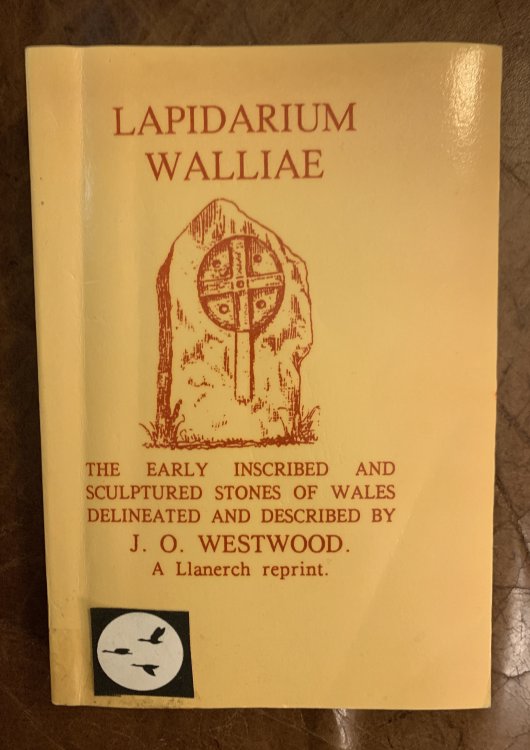 LAPIDARIUM
WALLIAE
THE EARLY INSCRIBED AND
SCULPTURED STONES OF WALES
DELINEATED AND DESCRIBED BY
J. O. WESTWOOD.
A Llanerch reprint.